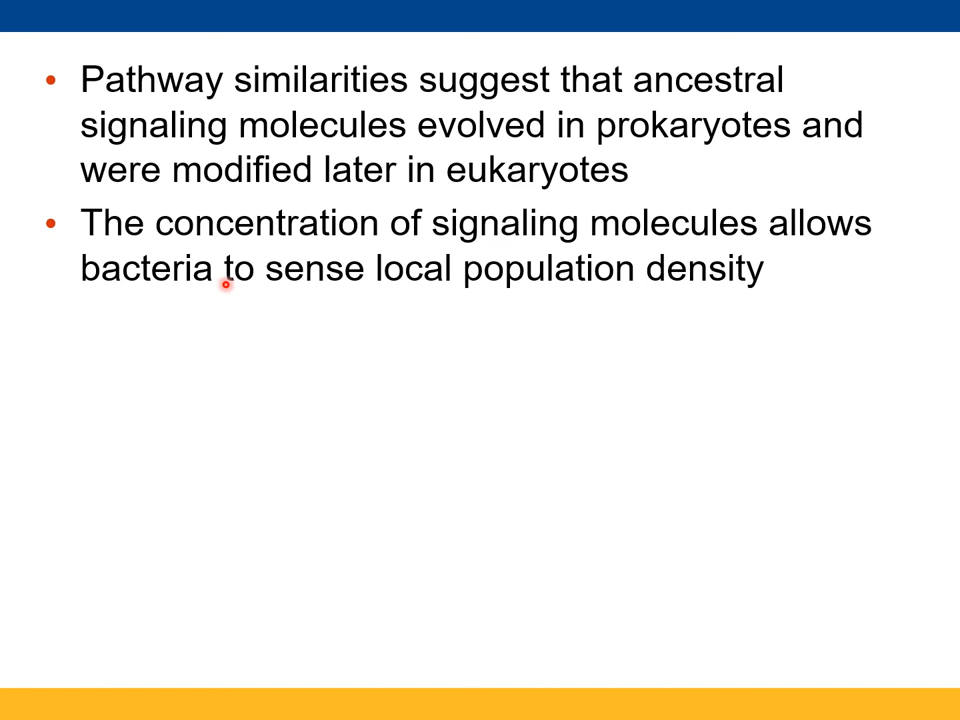 • Pathway similarities suggest that ancestral
signaling molecules evolved in prokaryotes and
were modified later in eukaryotes
• The concentration of signaling molecules allows
bacteria to sense local population density